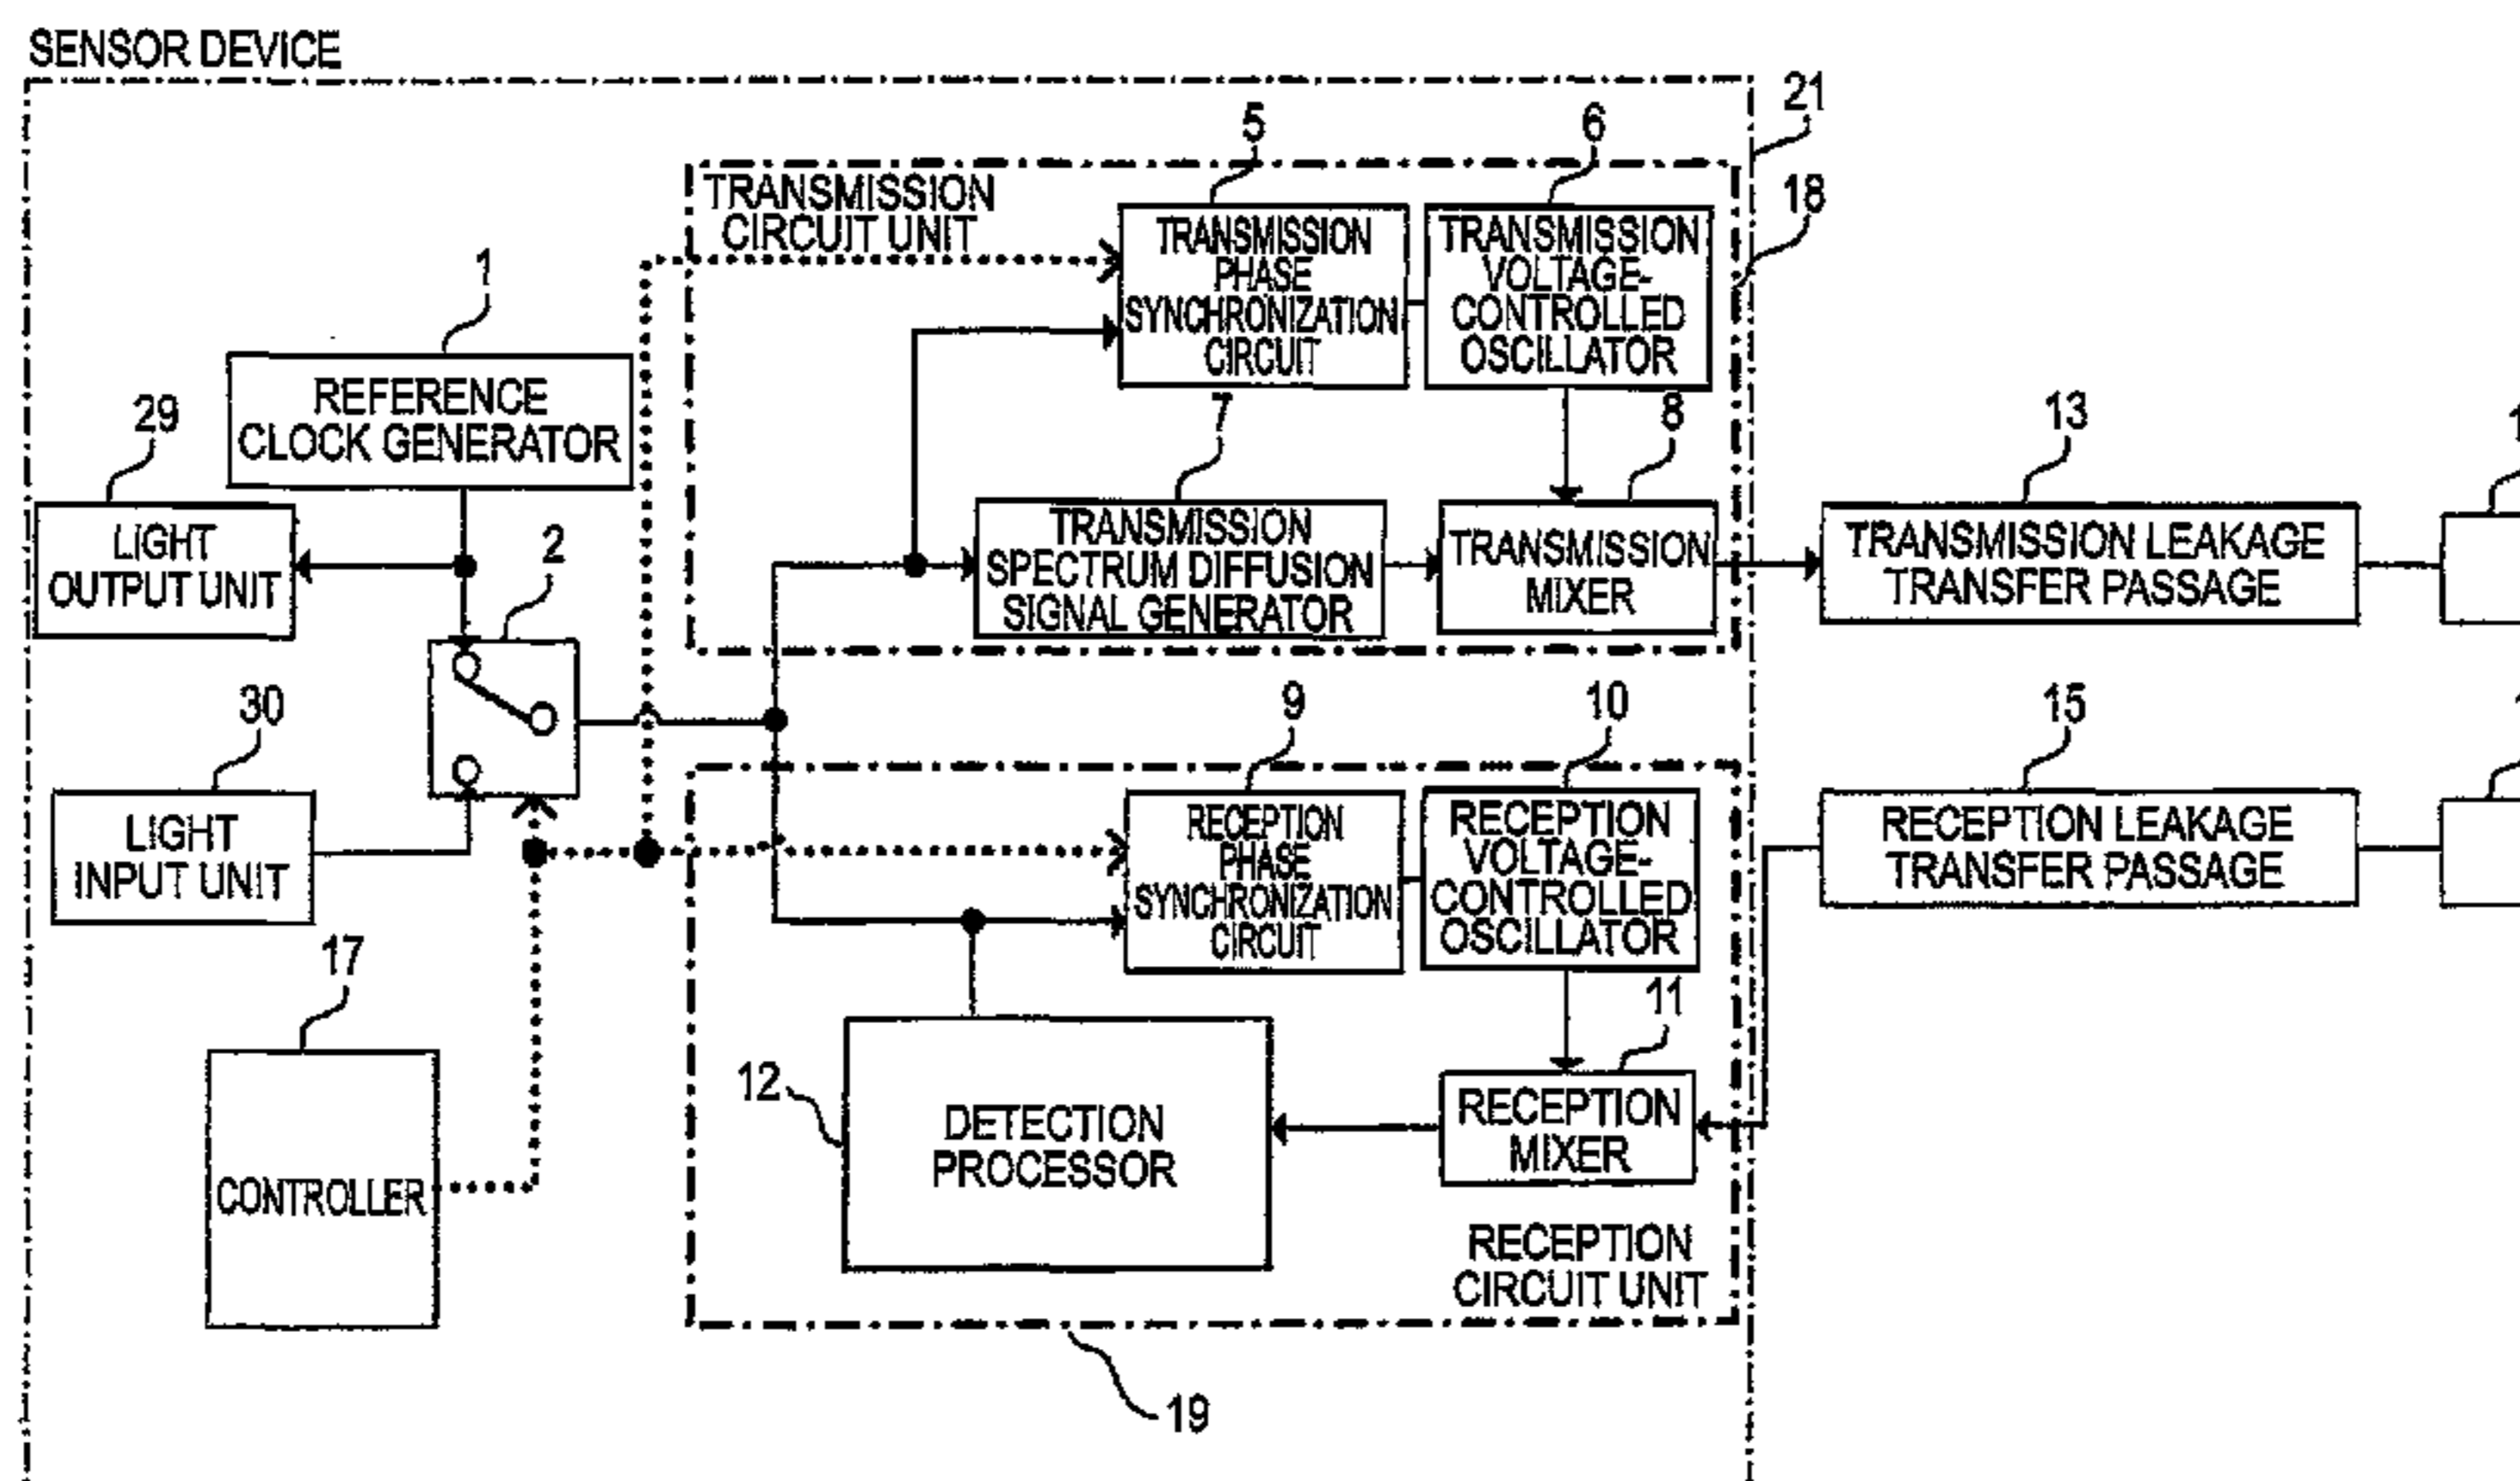 SENSOR DEVICE
21
5
6
18
TRANSMISSION
CIRCUIT UNIT
TRANSMISSION
PHASE
SYNCHRONIZATION
CIRCUIT
TRANSMISSION
VOLTAGE-
CONTROLLED
OSCILLATOR
1
REFERENCE
CLOCK GENERATOR
29
LIGHT
OUTPUT UNIT
2
7
8
13
TRANSMISSION
SPECTRUM DIFFUSION
SIGNAL GENERATOR
TRANSMISSION
MIXER
TRANSMISSION LEAKAGE
TRANSFER PASSAGE
30
LIGHT
INPUT UNIT
9
10
15
RECEPTION
PHASE
SYNCHRONIZATION
CIRCUIT
RECEPTION
VOLTAGE-
CONTROLLED
OSCILLATOR
RECEPTION LEAKAGE
TRANSFER PASSAGE
17
CONTROLLER
12
DETECTION
PROCESSOR
11
RECEPTION
MIXER
RECEPTION
CIRCUIT UNIT
19